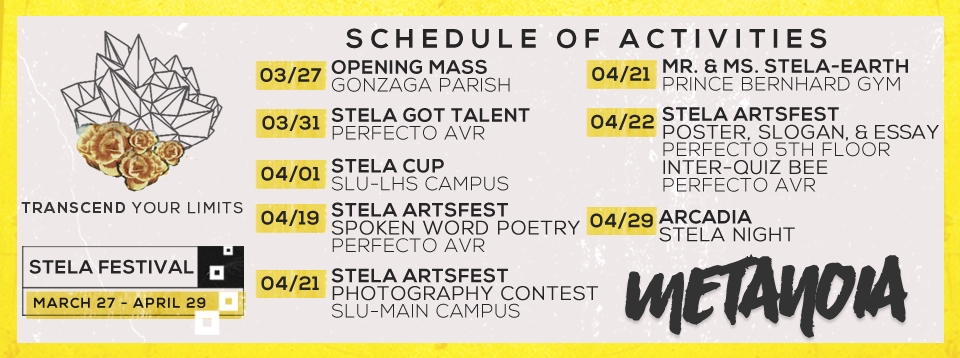 SCHEDULE OF ACTIVITIES
TRANSCEND YOUR LIMITS
STELA FESTIVAL
MARCH 27 - APRIL 29
03/27 OPENING MASS
GONZAGA PARISH
03/31 STELA GOT TALENT
PERFECTO AVR
04/01 STELA CUP
SLU-LHS CAMPUS
04/19 STELA ARTSFEST
SPOKEN WORD POETRY
PERFECTO AVR
04/21 STELA ARTSFEST
PHOTOGRAPHY CONTEST
SLU-MAIN CAMPUS
04/21 MR. & MS. STELA-EARTH
PRINCE BERNHARD GYM
04/22 STELA ARTSFEST
POSTER, SLOGAN, & ESSAY
PERFECTO 5TH FLOOR
INTER-QUIZ BEE
PERFECTO AVR
04/29 ARCADIA
STELA NIGHT
METANOIA